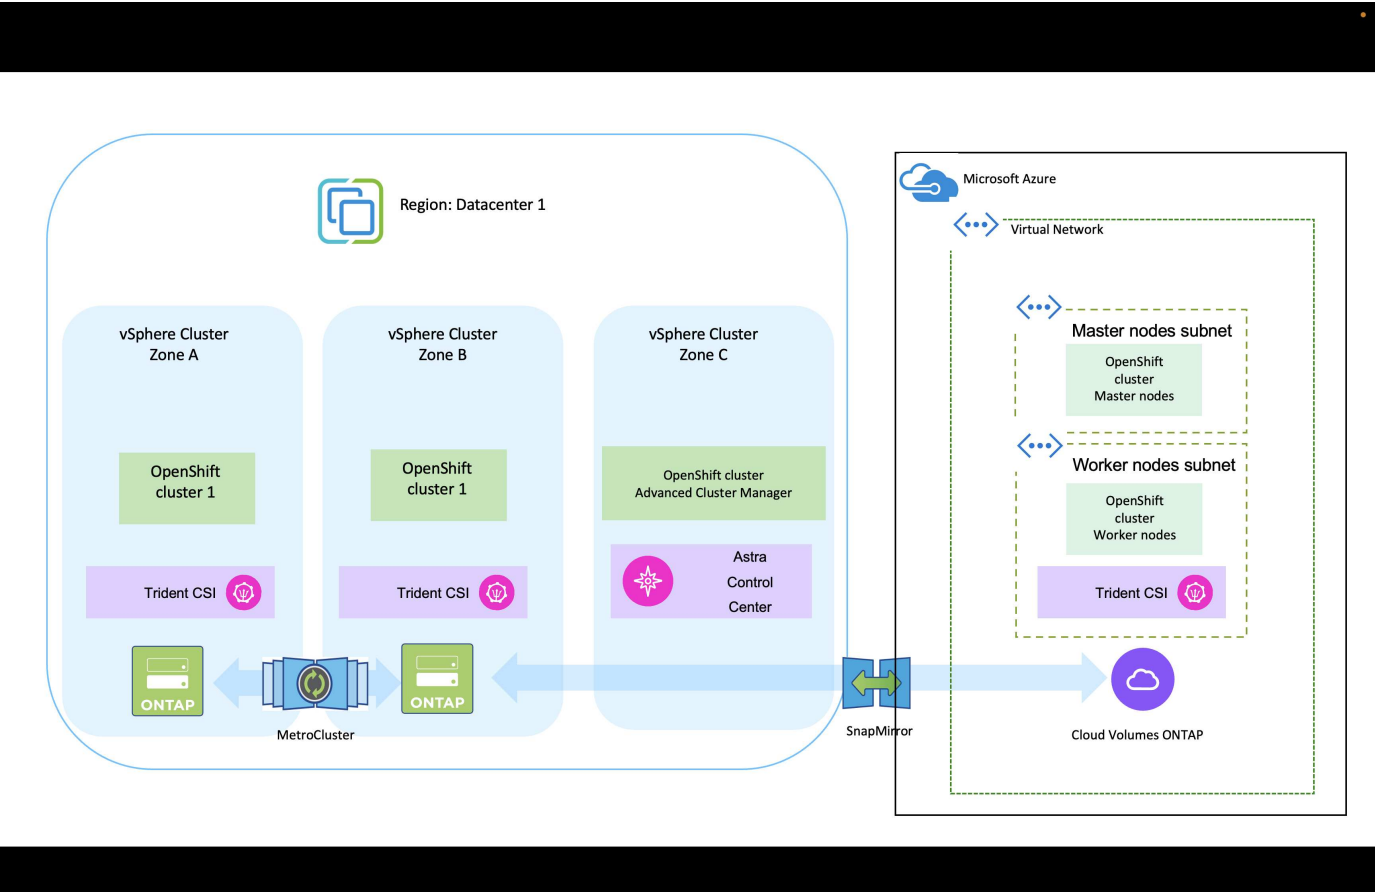 Region: Datacenter 1
vSphere Cluster
Zone A
OpenShift
cluster 1
Trident CSI
ONTAP
MetroCluster
vSphere Cluster
Zone B
OpenShift
cluster 1
Trident CSI
ONTAP
vSphere Cluster
Zone C
OpenShift cluster
Advanced Cluster Manager
Astra
Control
Center
SnapMirror
Microsoft Azure
Virtual Network
Master nodes subnet
OpenShift
cluster
Master nodes
Worker nodes subnet
OpenShift
cluster
Worker nodes
Trident CSI
Cloud Volumes ONTAP